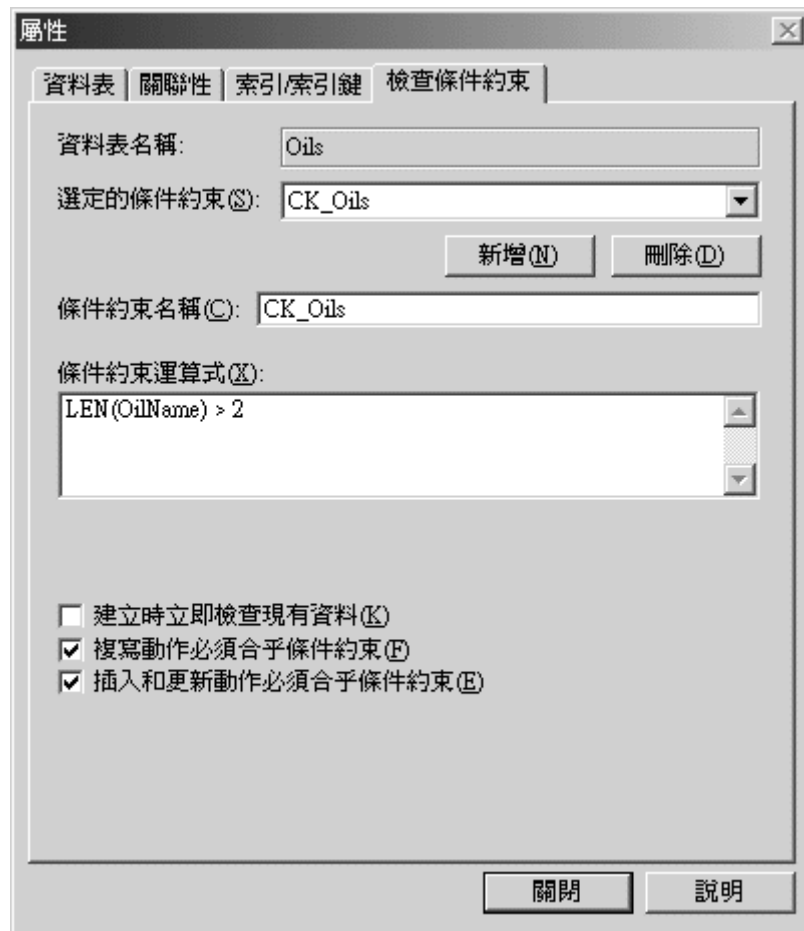 屬性
資料表 關聯性 索引/索引鍵 檢查條件約束
資料表名稱: Oils
選定的條件約束(S): CK_Oils
新增(N) 刪除(D)
條件約束名稱(C): CK_Oils
條件約束運算式(X):
LEN(OilName) > 2
建立時立即檢查現有資料(K)
複寫動作必須合乎條件約束(F)
插入和更新動作必須合乎條件約束(E)
關閉 說明